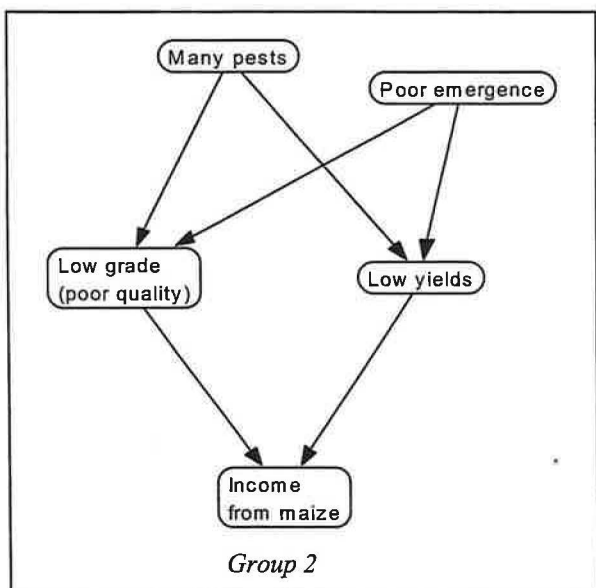 Many pests
Poor emergence
Low grade
(poor quality)
Low yields
Income
from maize
Group 2